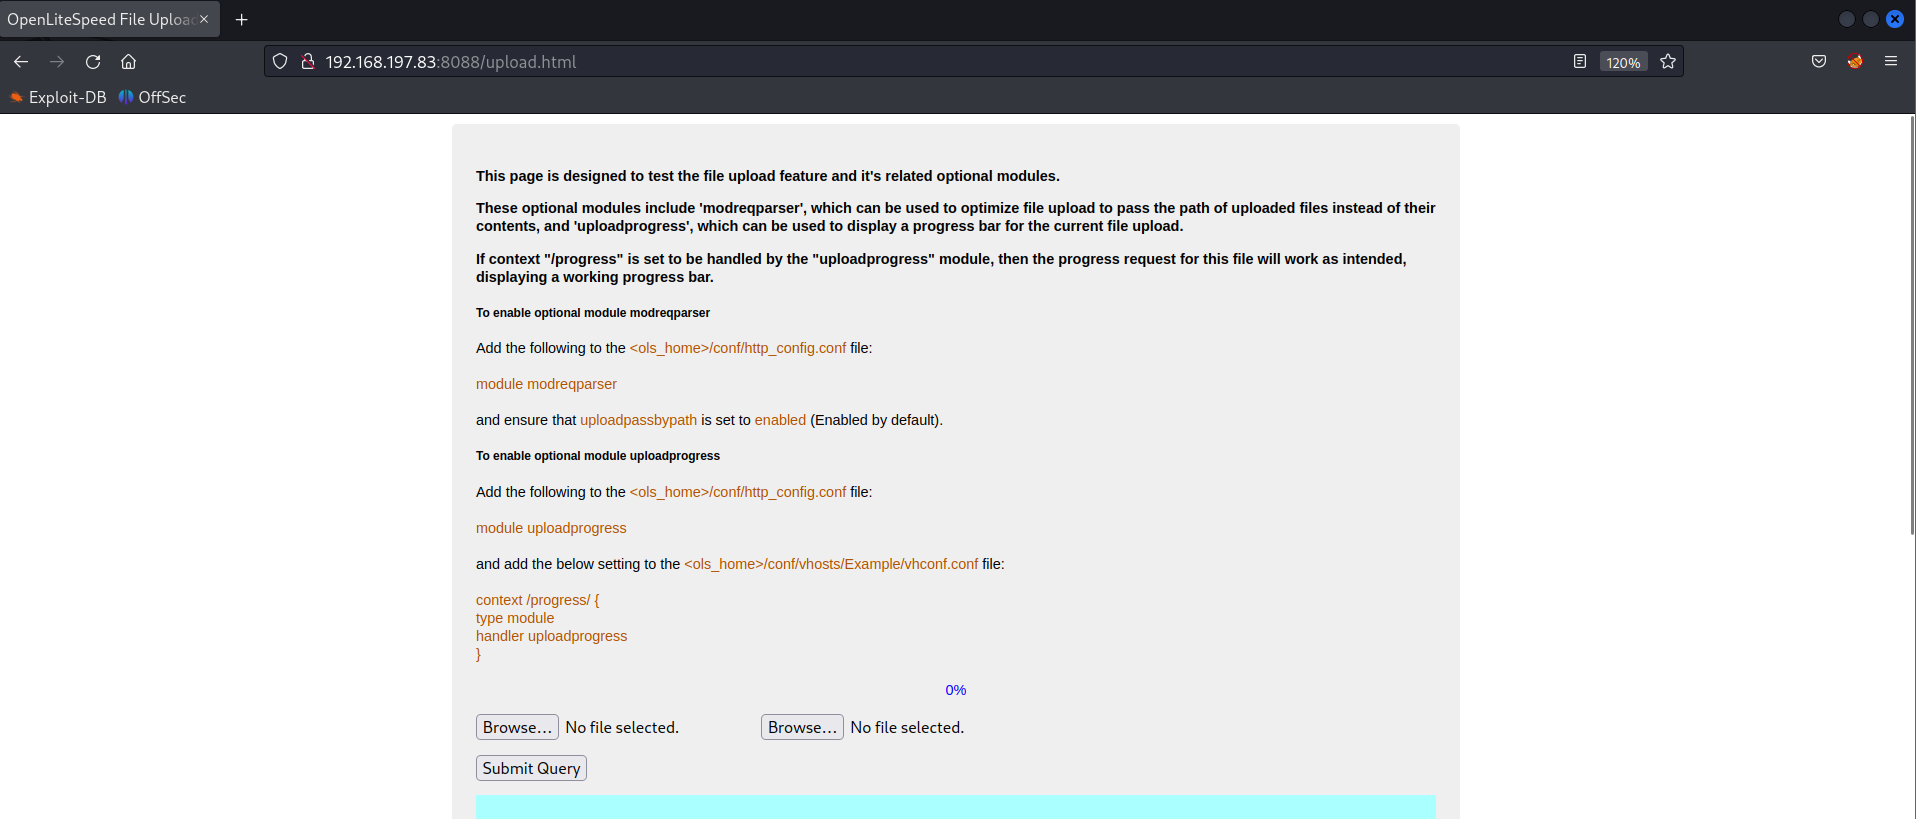 OpenLiteSpeed File Uploa
192.168.197.83:8088/upload.html
120%
Exploit-DB
OffSec
This page is designed to test the file upload feature and it's related optional modules.
These optional modules include 'modreqparser', which can be used to optimize file upload to pass the path of uploaded files instead of their
contents, and 'uploadprogress', which can be used to display a progress bar for the current file upload.
If context "/progress" is set to be handled by the "uploadprogress" module, then the progress request for this file will work as intended,
displaying a working progress bar.
To enable optional module modreqparser
Add the following to the <ols_home>/conf/http_config.conf file:
module modreqparser
and ensure that uploadpassbypath is set to enabled (Enabled by default).
To enable optional module uploadprogress
Add the following to the <ols_home>/conf/http_config.conf file:
module uploadprogress
and add the below setting to the <ols_home>/conf/vhosts/Example/vhconf.conf file:
context /progress/ {
type module
handler uploadprogress
}
0%
Browse... No file selected. Browse... No file selected.
Submit Query